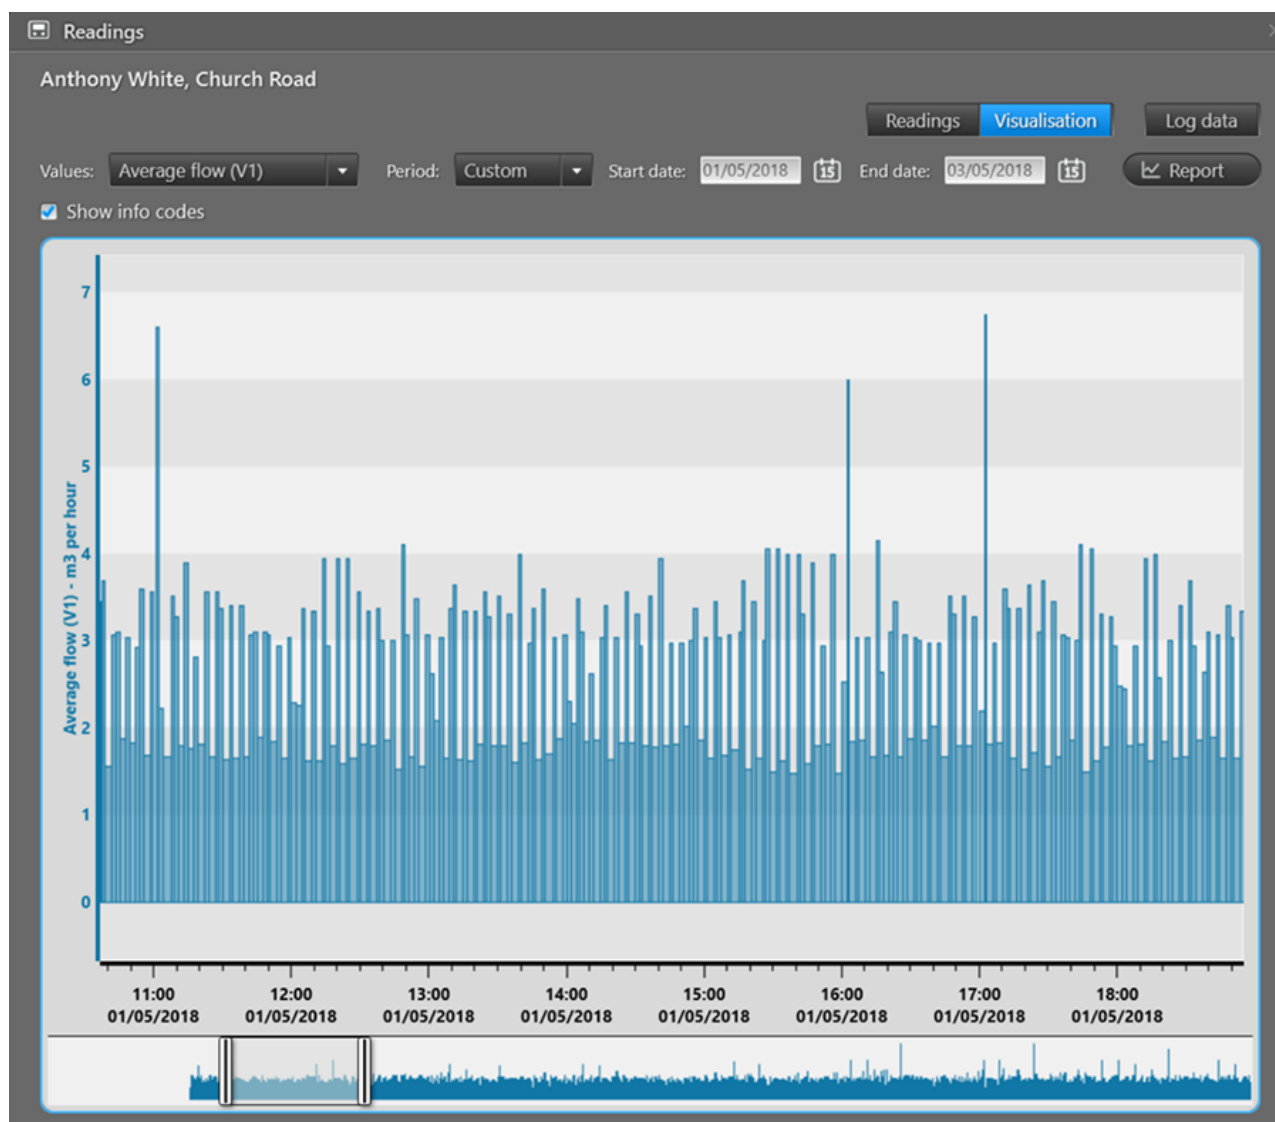 Readings
Anthony White, Church Road
Readings Visualisation Log data
Values: Average flow (V1) Period: Custom Start date: 01/05/2018 15 End date: 03/05/2018 15 Report
Show info codes
7
6
5
4
3
2
1
0
Average flow (V1) - m3 per hour
11:00 12:00 13:00 14:00 15:00 16:00 17:00 18:00
01/05/2018 01/05/2018 01/05/2018 01/05/2018 01/05/2018 01/05/2018 01/05/2018 01/05/2018